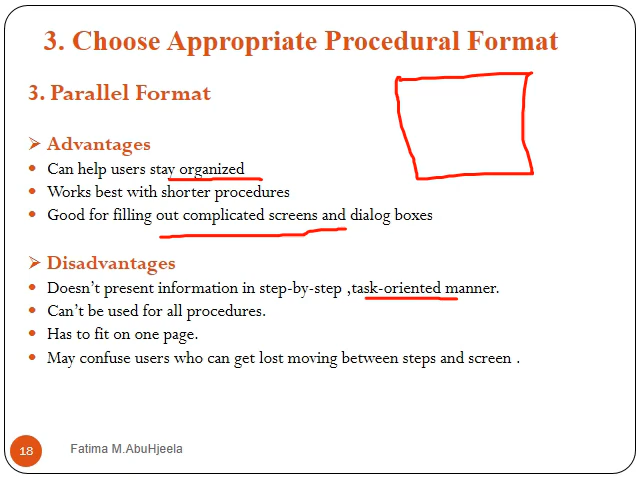 3. Choose Appropriate Procedural Format
3. Parallel Format
➢ Advantages
• Can help users stay organized
• Works best with shorter procedures
• Good for filling out complicated screens and dialog boxes
➢ Disadvantages
• Doesn't present information in step-by-step ,task-oriented manner.
• Can't be used for all procedures.
• Has to fit on one page.
• May confuse users who can get lost moving between steps and screen .
18
Fatima M.AbuHjeela